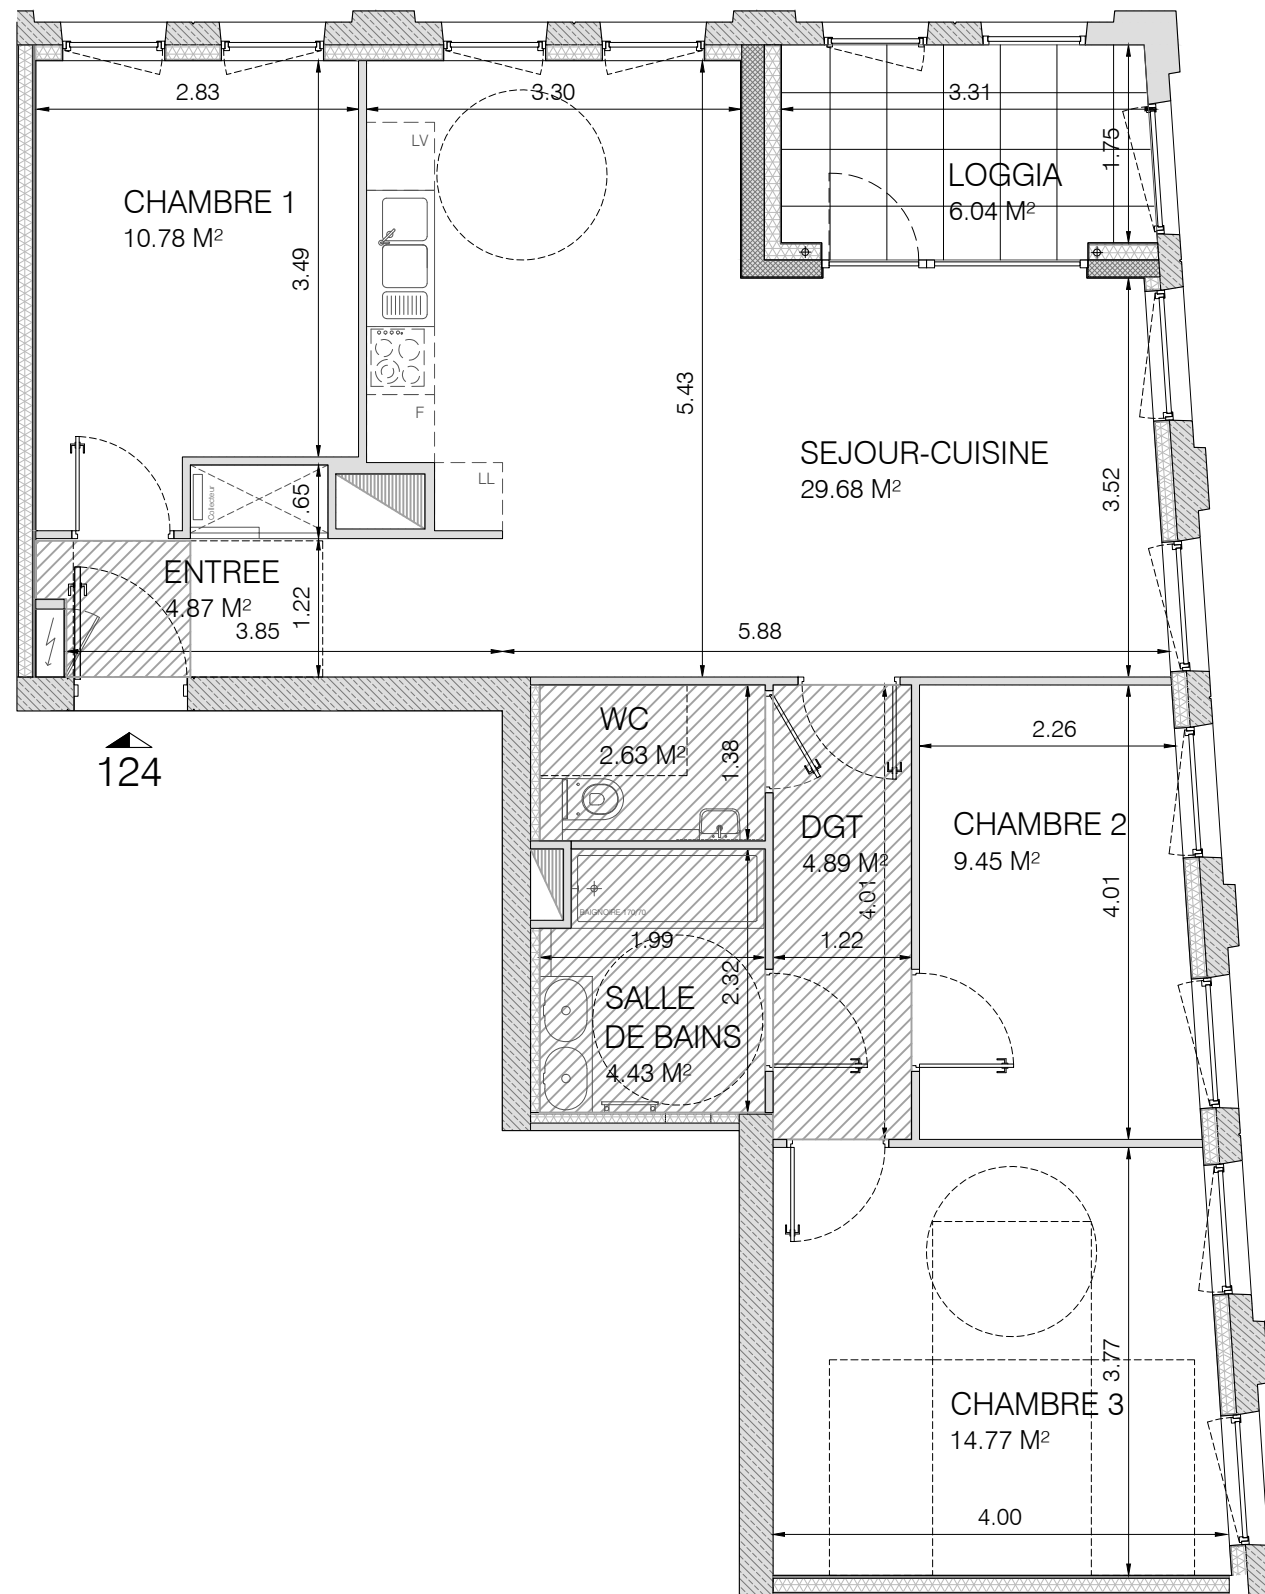 2.83
3.30
3.31
LV
1.75
LOGGIA
6.04 M²
CHAMBRE 1
10.78 M²
3.49
5.43
F
SEJOUR-CUISINE
29.68 M²
3.52
LL
Collecteur
.65
ENTREE
4.87 M²
1.22
3.85
5.88
124
WC
2.63 M²
1.38
2.26
DGT
4.89 M²
4.01
CHAMBRE 2
9.45 M²
4.01
BAIGNOIRE 170/70
1.99
1.22
2.32
SALLE
DE BAINS
4.43 M²
3.77
CHAMBRE 3
14.77 M²
4.00